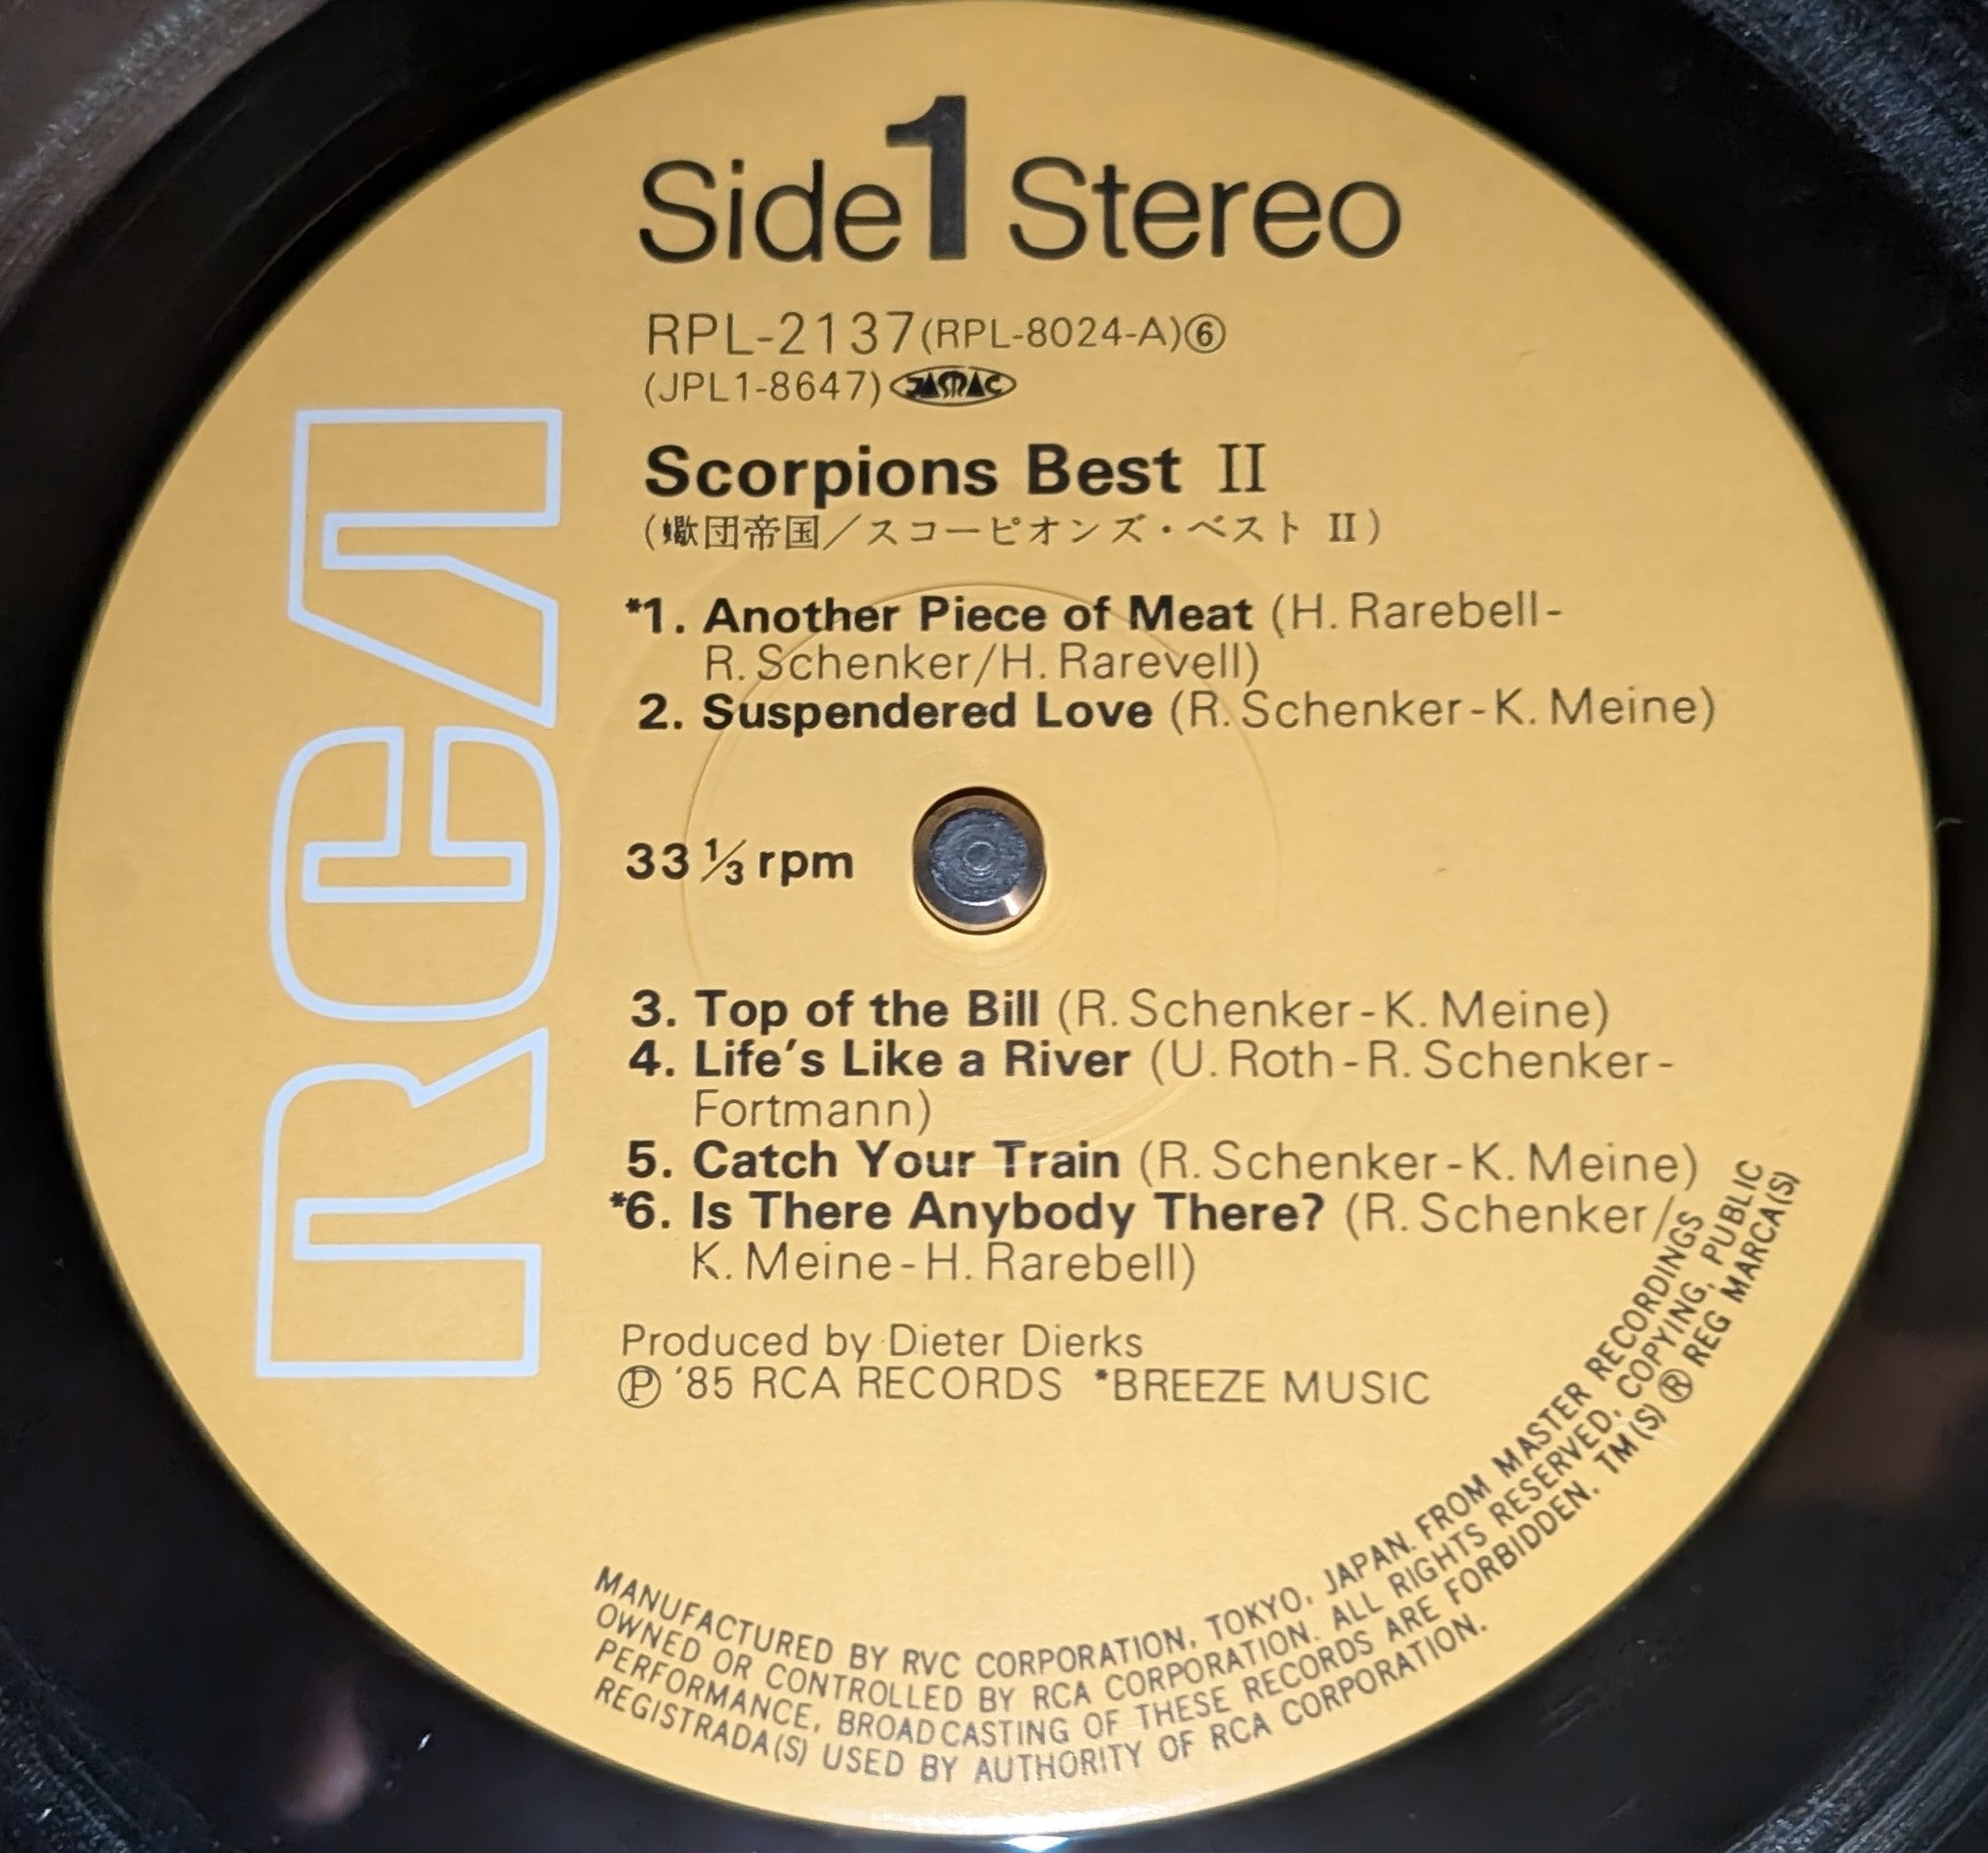 RCA
Side 1 Stereo
RPL-2137(RPL-8024-A)⑥
(JPL1-8647) JASRAC
Scorpions Best II
(蠍団帝国／スコーピオンズ・ベスト II)
*1. Another Piece of Meat (H. Rarebell-
R. Schenker/H. Rarevell)
2. Suspendered Love (R. Schenker-K. Meine)
33 1/3 rpm
3. Top of the Bill (R. Schenker-K. Meine)
4. Life's Like a River (U. Roth-R. Schenker-
Fortmann)
5. Catch Your Train (R. Schenker-K. Meine)
*6. Is There Anybody There? (R. Schenker/
K. Meine-H. Rarebell)
Produced by Dieter Dierks
Ⓟ '85 RCA RECORDS *BREEZE MUSIC
MANUFACTURED BY RVC CORPORATION, TOKYO, JAPAN. FROM MASTER RECORDINGS
OWNED OR CONTROLLED BY RCA CORPORATION. ALL RIGHTS RESERVED, COPYING, PUBLIC
PERFORMANCE, BROADCASTING OF THESE RECORDS ARE FORBIDDEN. TM(S) ® REG MARCA(S)
REGISTRADA(S) USED BY AUTHORITY OF RCA CORPORATION.